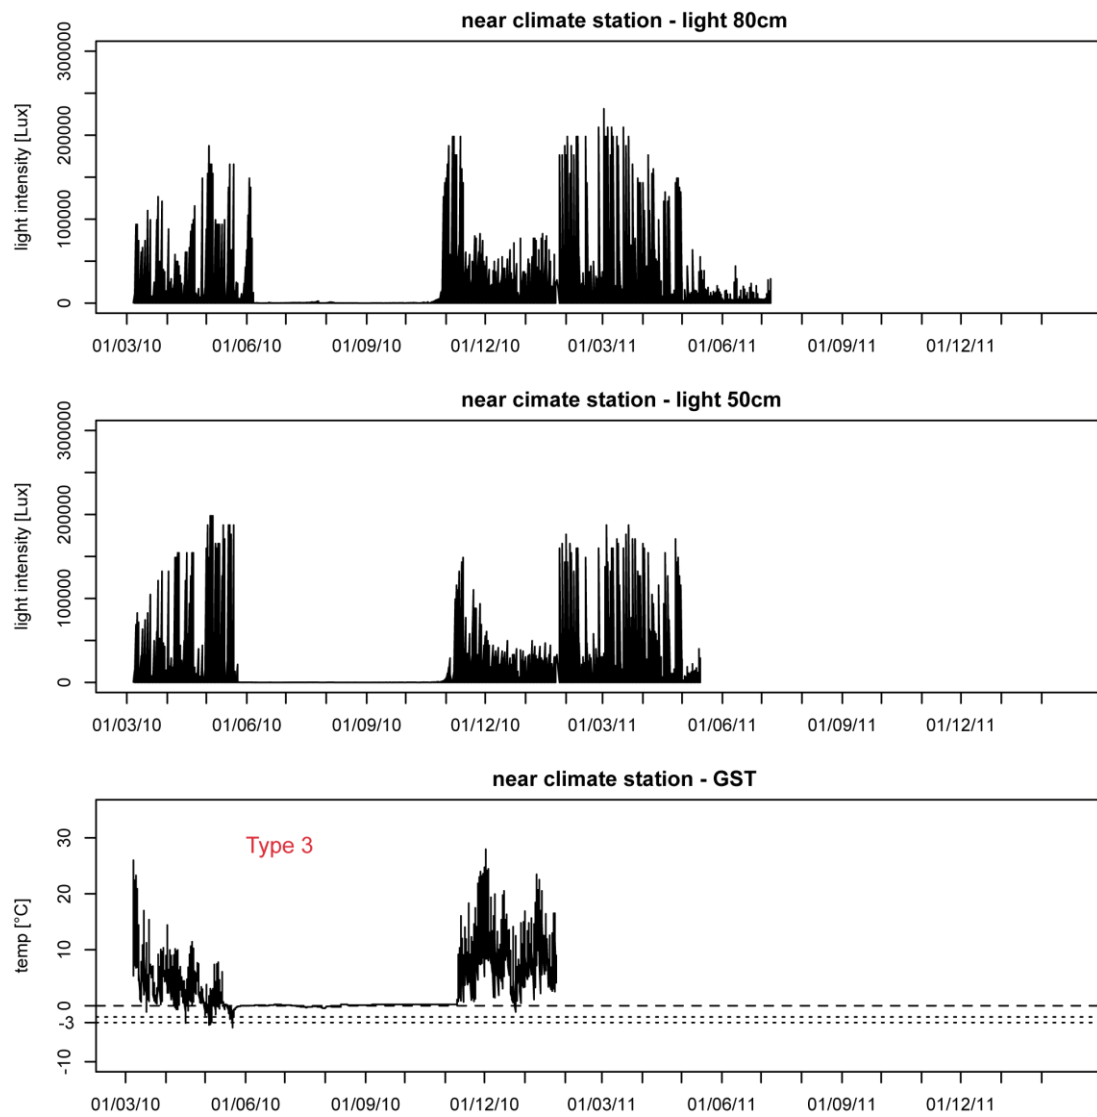 near climate station - light 80cm
light intensity [Lux]
300000
200000
100000
0
01/03/10 01/06/10 01/09/10 01/12/10 01/03/11 01/06/11 01/09/11 01/12/11
near cimate station - light 50cm
light intensity [Lux]
300000
200000
100000
0
01/03/10 01/06/10 01/09/10 01/12/10 01/03/11 01/06/11 01/09/11 01/12/11
near climate station - GST
Type 3
temp [°C]
30
20
10
0
-3
-10
01/03/10 01/06/10 01/09/10 01/12/10 01/03/11 01/06/11 01/09/11 01/12/11